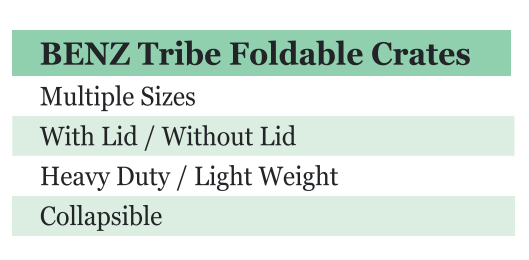 BENZ Tribe Foldable Crates
Multiple Sizes
With Lid / Without Lid
Heavy Duty / Light Weight
Collapsible